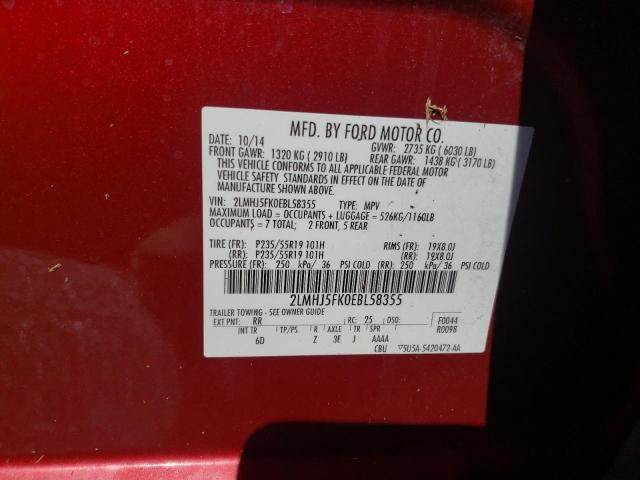 MFD. BY FORD MOTOR CO.
DATE: 10/14 GVWR: 2735 KG ( 6030 LB)
FRONT GAWR: 1320 KG ( 2910 LB) REAR GAWR: 1438 KG ( 3170 LB)
THIS VEHICLE CONFORMS TO ALL APPLICABLE FEDERAL MOTOR
VEHICLE SAFETY STANDARDS IN EFFECT ON THE DATE OF
MANUFACTURE SHOWN ABOVE.
VIN: 2LMHJ5FK0EBL58355 TYPE: MPV
MAXIMUM LOAD = OCCUPANTS + LUGGAGE = 526KG/1160LB
OCCUPANTS = 7 TOTAL; 2 FRONT, 5 REAR
TIRE (FR): P235/55R19 101H RIMS (FR): 19X8.0J
(RR): P235/55R19 101H (RR): 19X8.0J
PRESSURE (FR): 250 kPa/ 36 PSI COLD (RR): 250 kPa/ 36 PSI COLD
2LMHJ5FK0EBL58355
TRAILER TOWING - SEE OWNER GUIDE
EXT PNT: RR RC: 25 DSO: F0044
R0098
INT TR TP/PS R AXLE TR SPR
6D Z 3E J AAAA
CBU 5U5A-5420472-AA